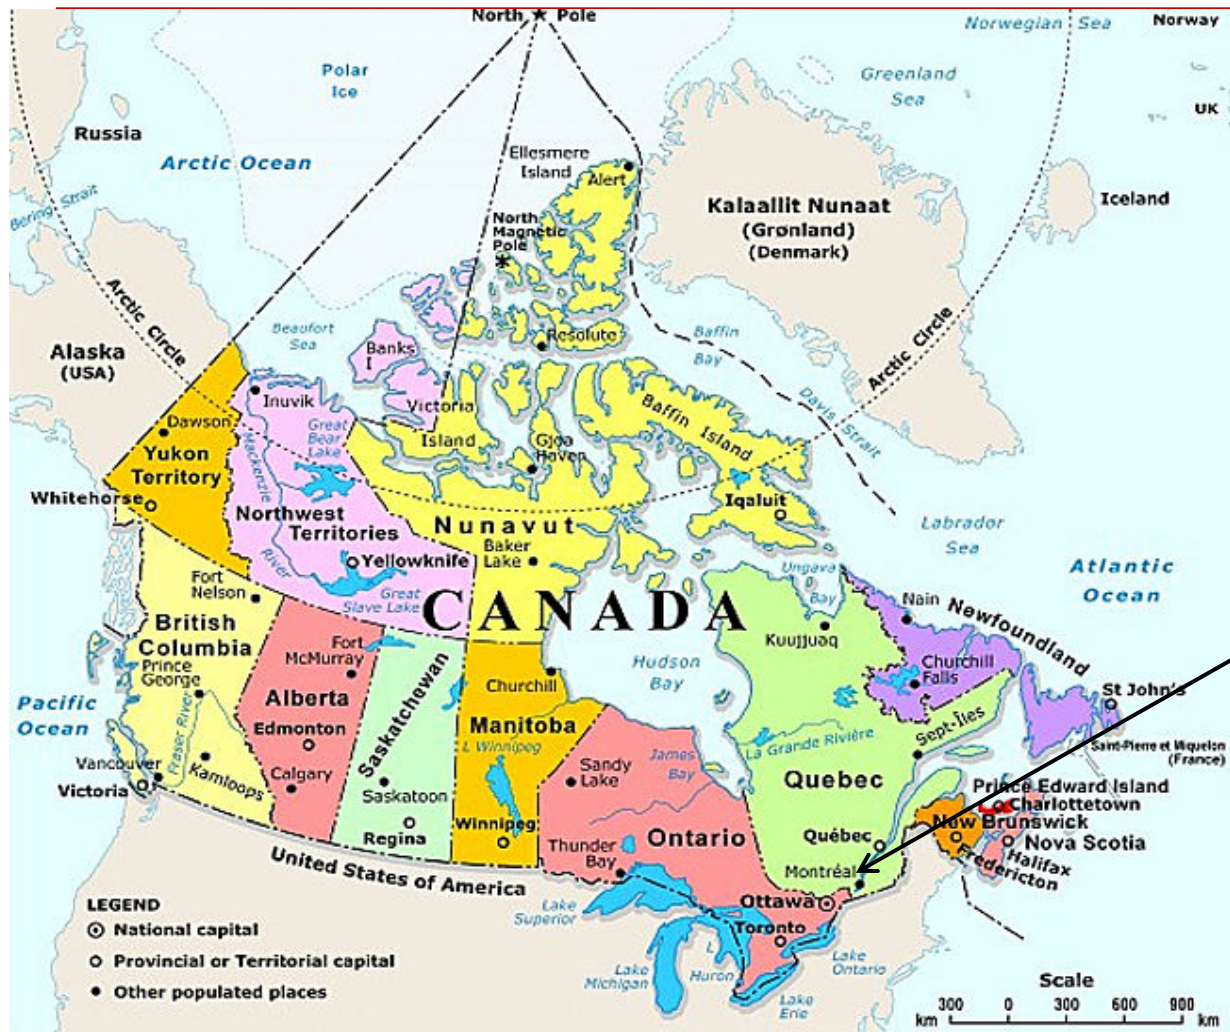 North Pole
Norwegian Sea
Norway
Polar
Ice
Greenland
Sea
UK
Russia
Arctic Ocean
Ellesmere
Island
Alert
Bering Strait
Kalaallit Nunaat
(Grønland)
(Denmark)
Iceland
North
Magnetic
Pole
Arctic Circle
Beaufort
Sea
Resolute
Baffin
Bay
Arctic Circle
Alaska
(USA)
Banks
I
Davis Strait
Inuvik
Victoria
Island
Baffin Island
Dawson
Great
Bear
Lake
Gjoa
Haven
Yukon
Territory
Mackenzie
River
Whitehorse
Northwest
Territories
Nunavut
Iqaluit
Labrador
Sea
Yellowknife
Baker
Lake
Ungava
Bay
Atlantic
Ocean
Fort
Nelson
Great
Slave Lake
CANADA
Nain
Newfoundland
British
Columbia
Kuujjuaq
Fort
McMurray
Hudson
Bay
Churchill
Falls
Prince
George
Alberta
Saskatchewan
Churchill
St John's
Pacific
Ocean
Fraser River
Edmonton
Manitoba
L Winnipeg
James
Bay
La Grande Rivière
Sept-Îles
Saint-Pierre et Miquelon
(France)
Vancouver
Victoria
Kamloops
Calgary
Saskatoon
Sandy
Lake
Quebec
Prince Edward Island
Charlottetown
Regina
Winnipeg
Ontario
Québec
New Brunswick
Nova Scotia
Halifax
Fredericton
United States of America
Thunder
Bay
Montréal
Ottawa
Toronto
Lake
Superior
Lake
Michigan
L
Huron
Lake
Ontario
Lake
Erie
LEGEND
National capital
Provincial or Territorial capital
Other populated places
Scale
300 0 300 600 900
km km